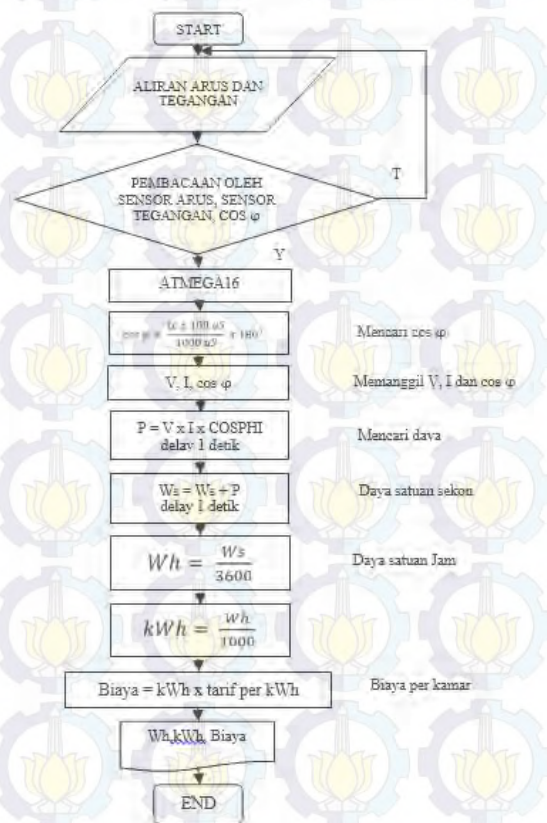 START
ALIRAN ARUS DAN
TEGANGAN
PEMBACAAN OLEH
SENSOR ARUS, SENSOR
TEGANGAN, COS φ
T
Y
ATMEGA16
Mencari cos φ
V, I, cos φ
Memanggil V, I dan cos φ
P = V x I x COSPHI
delay 1 detik
Mencari daya
Ws = Ws + P
delay 1 detik
Daya satuan sekon
Wh = Ws
3600
Daya satuan Jam
kWh = Wh
1000
Biaya = kWh x tarif per kWh
Biaya per kamar
Wh,kWh, Biaya
END